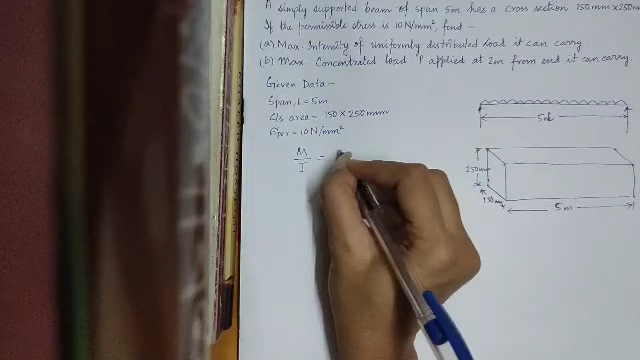 A simply supported beam of span 5m has a cross section 150mm x 250mm
If the permissible stress is 10N/mm², find -
(a) Max. Intensity of uniformly distributed load it can carry.
(b) Max. Concentrated load 'P' applied at 2m from end it can carry.
Given Data -
Span, L = 5m
C/s area = 150 x 250 mm
σper = 10N/mm²
M/I =
5m
250mm
150mm
5m